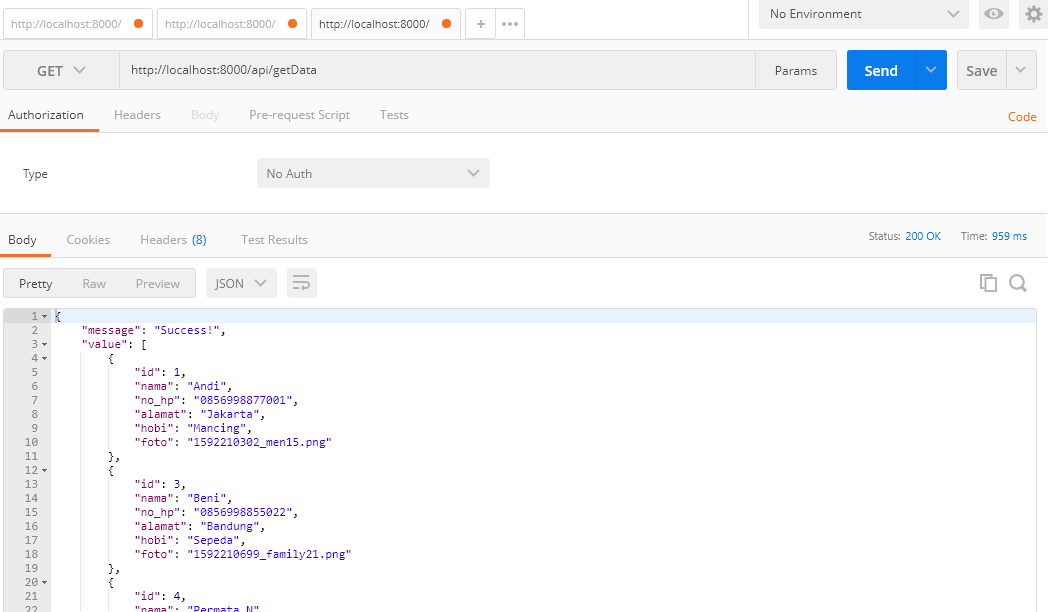 http://localhost:8000/ http://localhost:8000/ http://localhost:8000/ + ••• No Environment
GET http://localhost:8000/api/getData Params Send Save
Authorization Headers Body Pre-request Script Tests Code
Type No Auth
Body Cookies Headers (8) Test Results Status: 200 OK Time: 959 ms
Pretty Raw Preview JSON
1 {
2 "message": "Success!",
3 "value": [
4 {
5 "id": 1,
6 "nama": "Andi",
7 "no_hp": "0856998877001",
8 "alamat": "Jakarta",
9 "hobi": "Mancing",
10 "foto": "1592210302_men15.png"
11 },
12 {
13 "id": 3,
14 "nama": "Beni",
15 "no_hp": "0856998855022",
16 "alamat": "Bandung",
17 "hobi": "Sepeda",
18 "foto": "1592210699_family21.png"
19 },
20 {
21 "id": 4,
22 "nama": "Permata N"